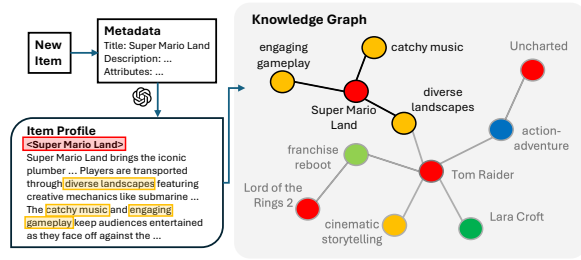 New
Item
Metadata
Title: Super Mario Land
Description: ...
Attributes: ...
Item Profile
<Super Mario Land>
Super Mario Land brings the iconic
plumber ... Players are transported
through diverse landscapes featuring
creative mechanics like submarine ...
The catchy music and engaging
gameplay keep audiences entertained
as they face off against the ...
Knowledge Graph
engaging
gameplay
catchy music
Super Mario
Land
diverse
landscapes
Uncharted
action-
adventure
franchise
reboot
Tom Raider
Lord of the
Rings 2
cinematic
storytelling
Lara Croft